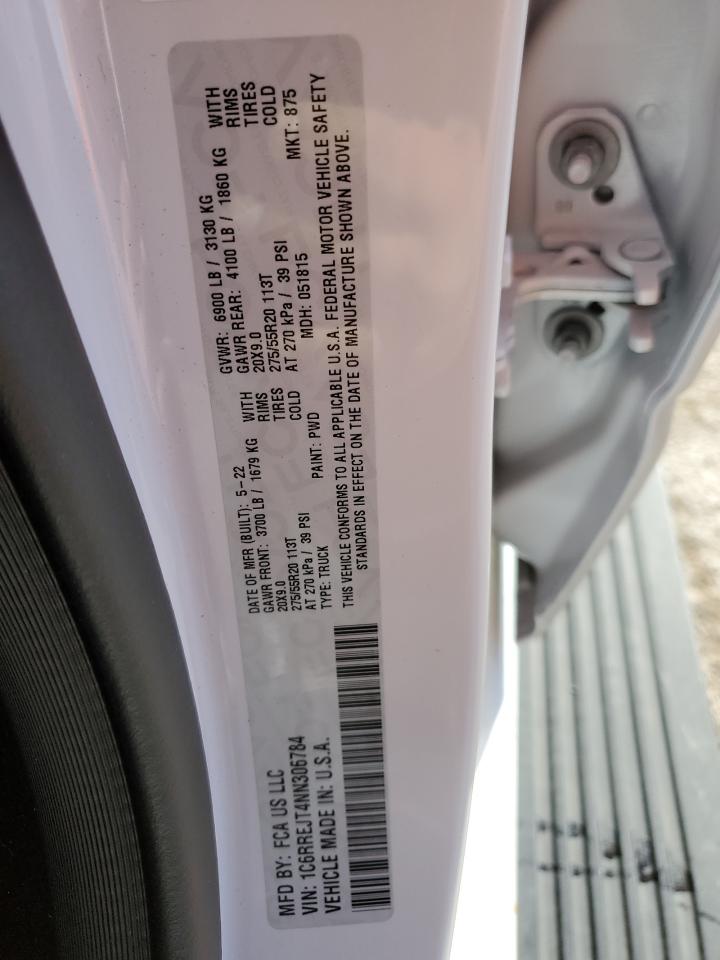 MFD BY: FCA US LLC
VIN: 1C6RREJT4NN306784
VEHICLE MADE IN: U.S.A.
DATE OF MFR (BUILT): 5-22
GAWR FRONT: 3700 LB / 1679 KG WITH
20X9.0 RIMS
275/55R20 113T TIRES
AT 270 kPa / 39 PSI COLD
TYPE: TRUCK PAINT: PWD
GVWR: 6900 LB / 3130 KG
GAWR REAR: 4100 LB / 1860 KG WITH
20X9.0 RIMS
275/55R20 113T TIRES
AT 270 kPa / 39 PSI COLD
MDH: 051815 MKT: 875
THIS VEHICLE CONFORMS TO ALL APPLICABLE U.S.A. FEDERAL MOTOR VEHICLE SAFETY
STANDARDS IN EFFECT ON THE DATE OF MANUFACTURE SHOWN ABOVE.